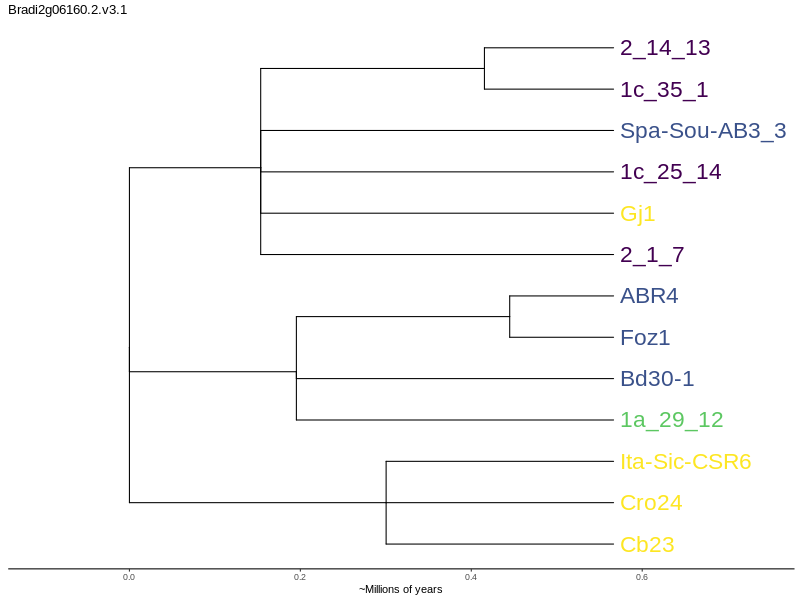 Bradi2g06160.2.v3.1
2_14_13
1c_35_1
Spa-Sou-AB3_3
1c_25_14
Gj1
2_1_7
ABR4
Foz1
Bd30-1
1a_29_12
Ita-Sic-CSR6
Cro24
Cb23
0.0 0.2 0.4 0.6
~Millions of years